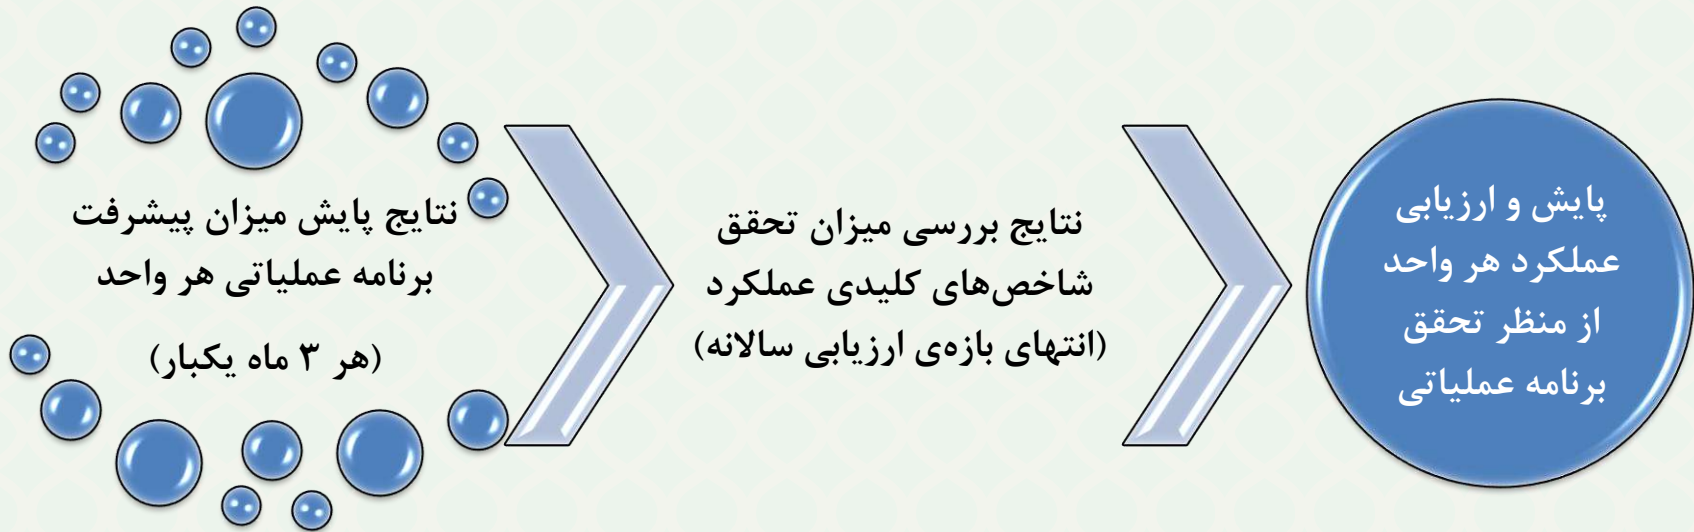 نتایج پایش میزان پیشرفت
برنامه عملیاتی هر واحد
(هر ۳ ماه یکبار)
نتایج بررسی میزان تحقق
شاخص‌های کلیدی عملکرد
(انتهای بازه‌ی ارزیابی سالانه)
پایش و ارزیابی
عملکرد هر واحد
از منظر تحقق
برنامه عملیاتی